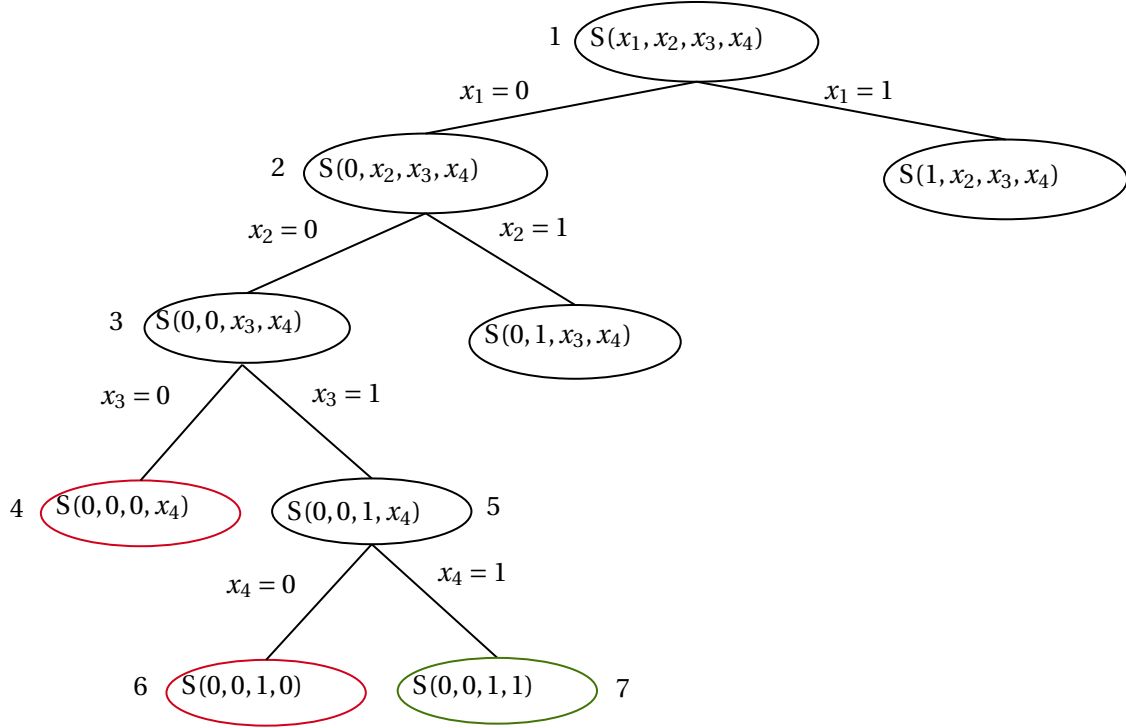 1 S(x₁, x₂, x₃, x₄)
x₁ = 0 x₁ = 1
2 S(0, x₂, x₃, x₄) S(1, x₂, x₃, x₄)
x₂ = 0 x₂ = 1
3 S(0, 0, x₃, x₄) S(0, 1, x₃, x₄)
x₃ = 0 x₃ = 1
4 S(0, 0, 0, x₄) S(0, 0, 1, x₄) 5
x₄ = 0 x₄ = 1
6 S(0, 0, 1, 0) S(0, 0, 1, 1) 7